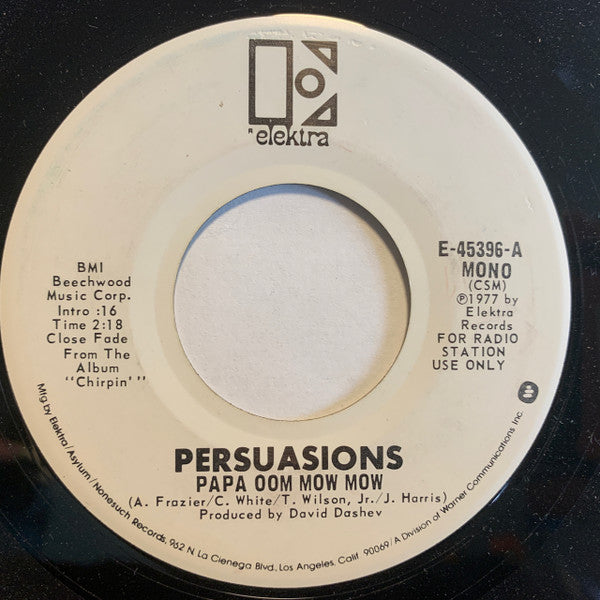 elektra
BMI
Beechwood
Music Corp.
Intro :16
Time 2:18
Close Fade
From The
Album
"Chirpin'"
E-45396-A
MONO
(CSM)
℗1977 by
Elektra
Records
FOR RADIO
STATION
USE ONLY
PERSUASIONS
PAPA OOM MOW MOW
(A. Frazier/C. White/T. Wilson, Jr./J. Harris)
Produced by David Dashev
Mfg by Elektra/Asylum/Nonesuch Records, 962 N. La Cienega Blvd., Los Angeles, Calif. 90069/A Division of Warner Communications Inc.